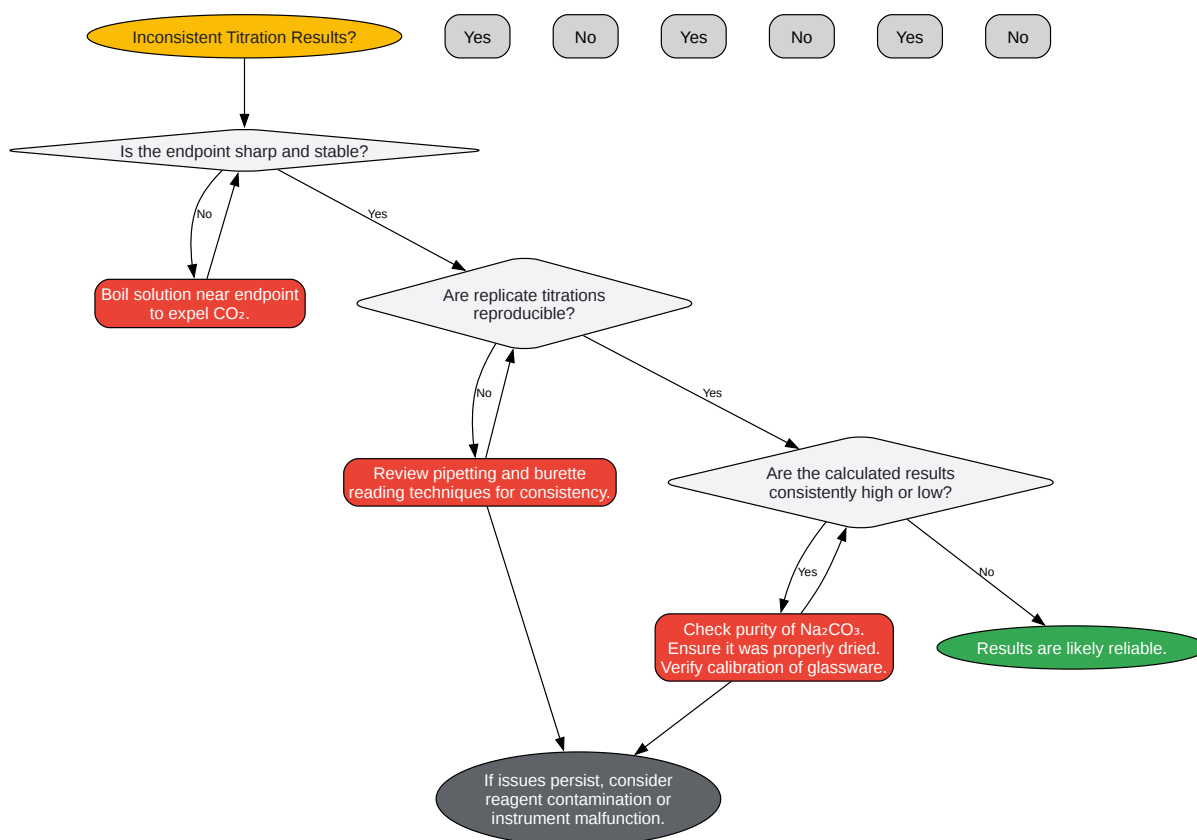 Inconsistent Titration Results?
Yes
No
Yes
No
Yes
No
Is the endpoint sharp and stable?
No
Yes
Boil solution near endpoint
to expel CO₂.
Are replicate titrations
reproducible?
No
Yes
Review pipetting and burette
reading techniques for consistency.
Are the calculated results
consistently high or low?
Yes
No
Check purity of Na₂CO₃.
Ensure it was properly dried.
Verify calibration of glassware.
Results are likely reliable.
If issues persist, consider
reagent contamination or
instrument malfunction.